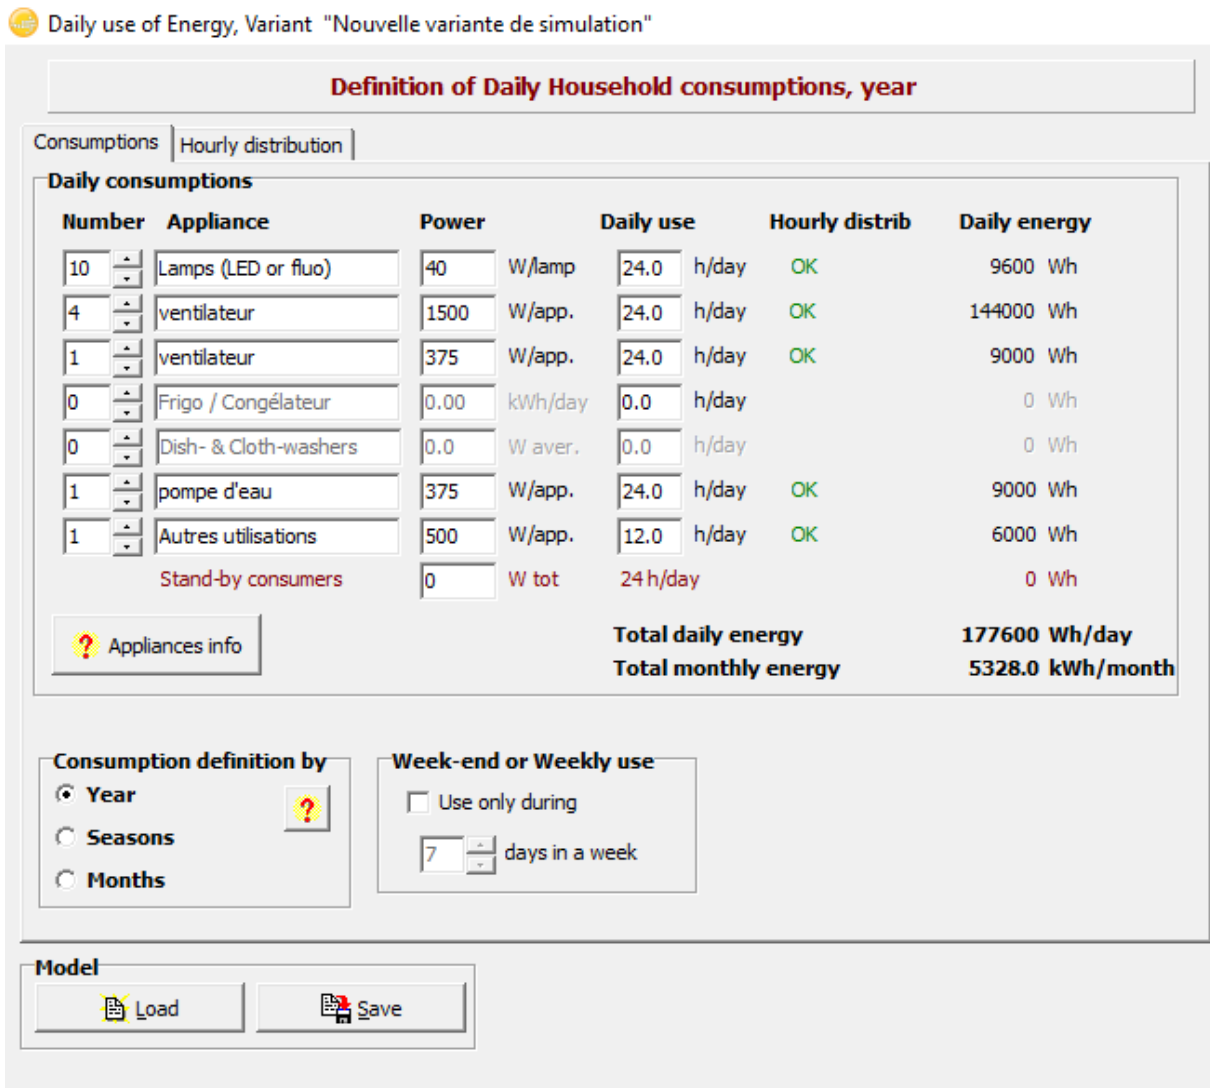 Daily use of Energy, Variant "Nouvelle variante de simulation"
Definition of Daily Household consumptions, year
Consumptions Hourly distribution
Daily consumptions
Number Appliance Power Daily use Hourly distrib Daily energy
10 Lamps (LED or fluo) 40 W/lamp 24.0 h/day OK 9600 Wh
4 ventilateur 1500 W/app. 24.0 h/day OK 144000 Wh
1 ventilateur 375 W/app. 24.0 h/day OK 9000 Wh
0 Frigo / Congélateur 0.00 kWh/day 0.0 h/day 0 Wh
0 Dish- & Cloth-washers 0.0 W aver. 0.0 h/day 0 Wh
1 pompe d'eau 375 W/app. 24.0 h/day OK 9000 Wh
1 Autres utilisations 500 W/app. 12.0 h/day OK 6000 Wh
Stand-by consumers 0 W tot 24 h/day 0 Wh
? Appliances info
Total daily energy 177600 Wh/day
Total monthly energy 5328.0 kWh/month
Consumption definition by
Year
?
Seasons
Months
Week-end or Weekly use
Use only during
7 days in a week
Model
Load Save